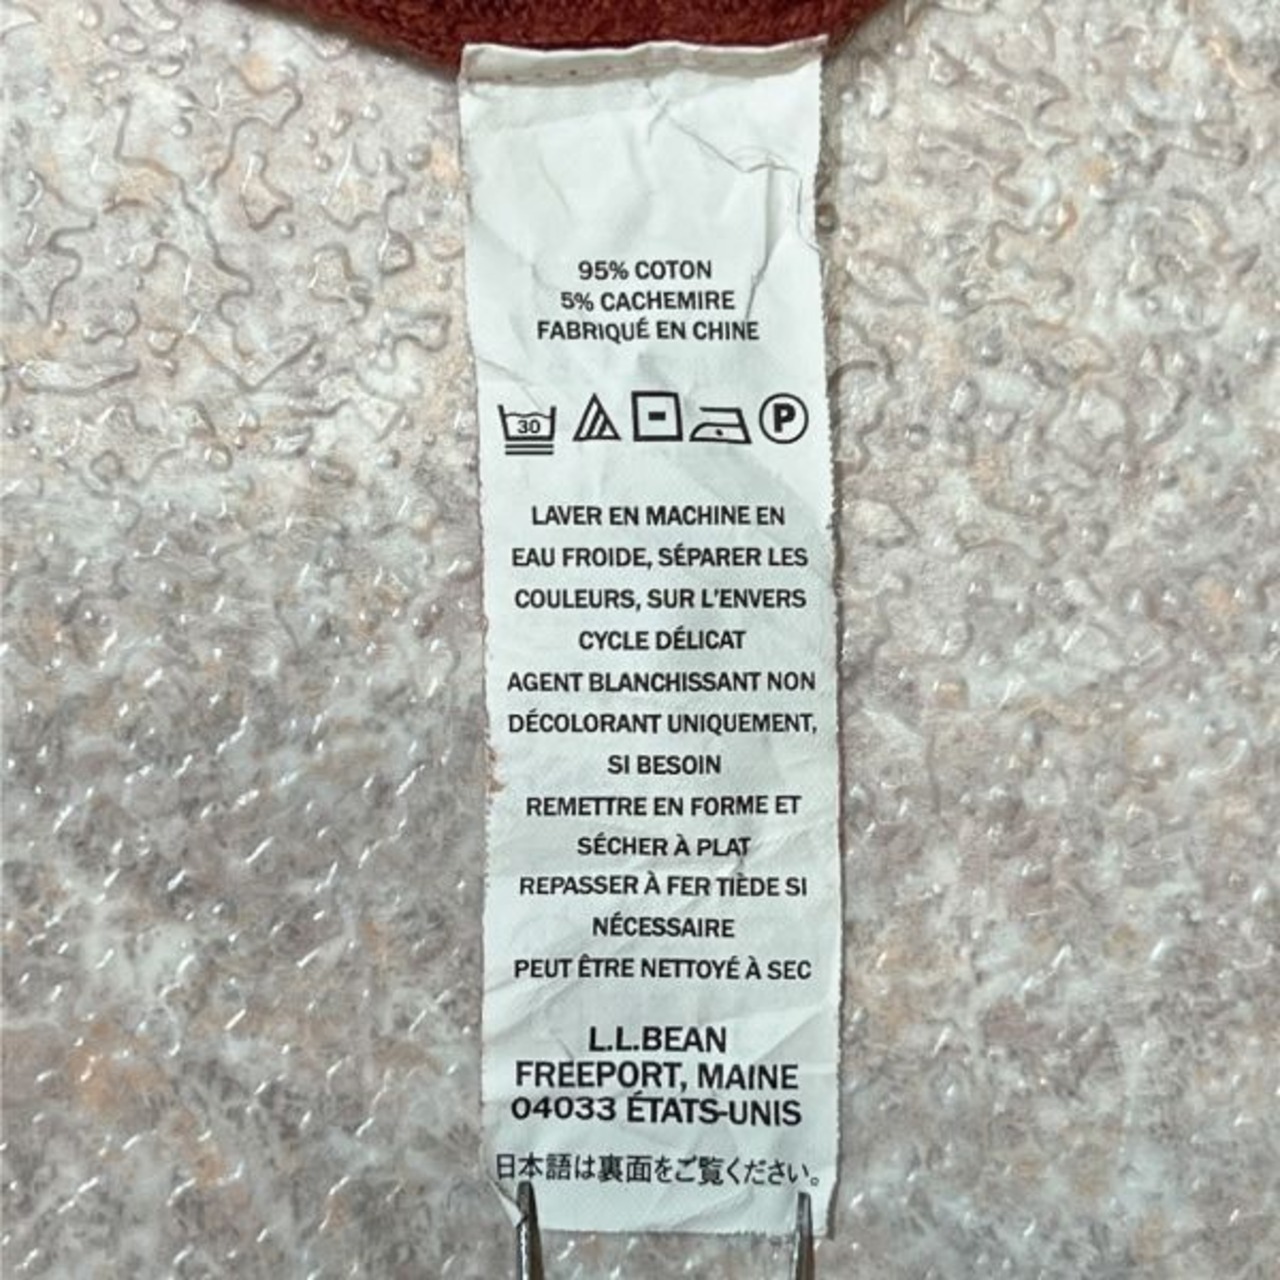 95% COTON
5% CACHEMIRE
FABRIQUÉ EN CHINE
30 P
LAVER EN MACHINE EN
EAU FROIDE, SÉPARER LES
COULEURS, SUR L'ENVERS
CYCLE DÉLICAT
AGENT BLANCHISSANT NON
DÉCOLORANT UNIQUEMENT,
SI BESOIN
REMETTRE EN FORME ET
SÉCHER À PLAT
REPASSER À FER TIÈDE SI
NÉCESSAIRE
PEUT ÊTRE NETTOYÉ À SEC
L.L.BEAN
FREEPORT, MAINE
04033 ÉTATS-UNIS
日本語は裏面をご覧ください。